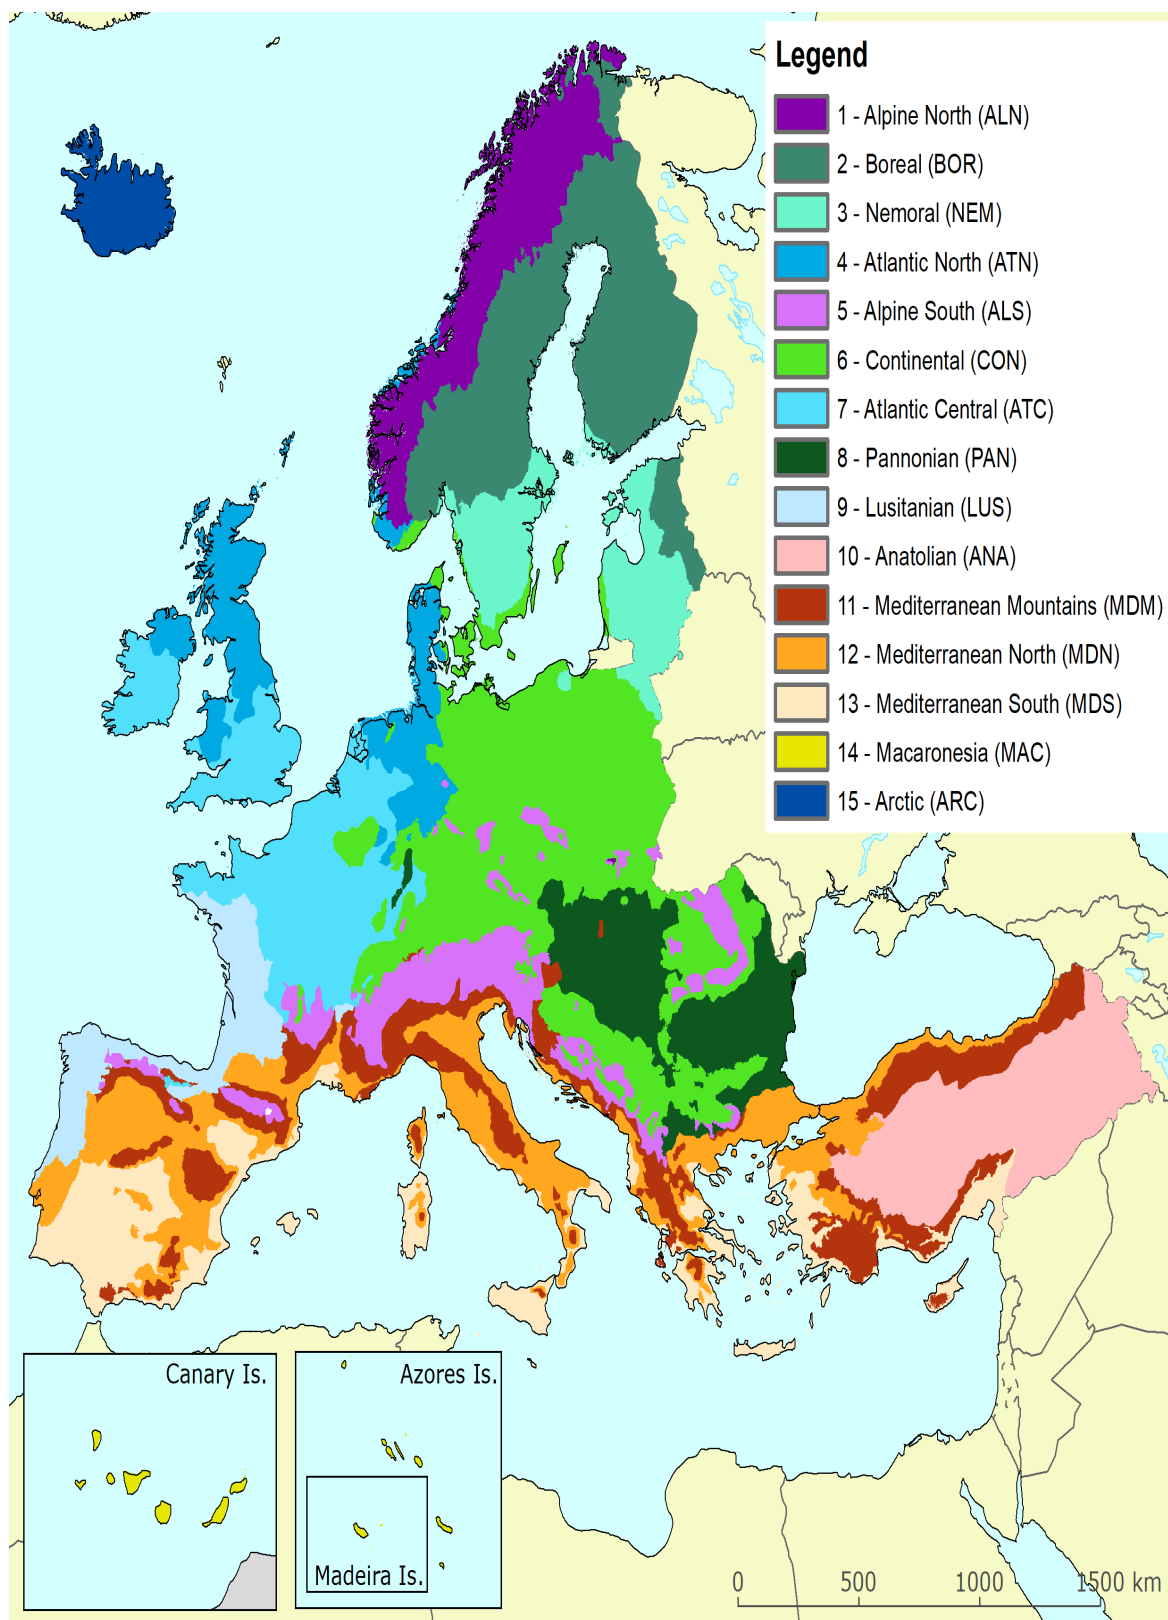 Legend
1 - Alpine North (ALN)
2 - Boreal (BOR)
3 - Nemoral (NEM)
4 - Atlantic North (ATN)
5 - Alpine South (ALS)
6 - Continental (CON)
7 - Atlantic Central (ATC)
8 - Pannonian (PAN)
9 - Lusitanian (LUS)
10 - Anatolian (ANA)
11 - Mediterranean Mountains (MDM)
12 - Mediterranean North (MDN)
13 - Mediterranean South (MDS)
14 - Macaronesia (MAC)
15 - Arctic (ARC)
Canary Is.
Azores Is.
Madeira Is.
0 500 1000 1500 km